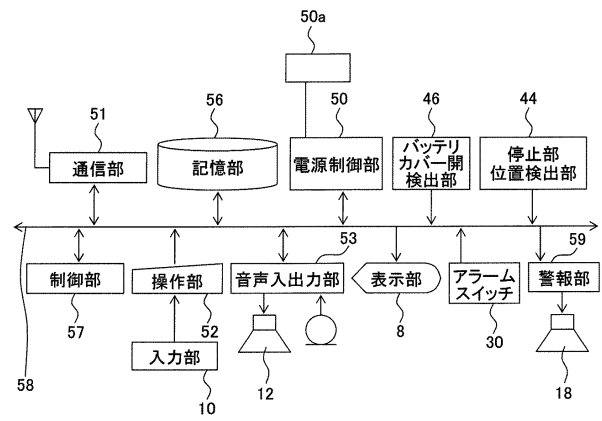 50a
51
56
50
46
44
通信部
記憶部
電源制御部
バッテリ
カバー開
検出部
停止部
位置検出部
53
59
制御部
操作部
音声入出力部
表示部
アラーム
スイッチ
警報部
57
52
8
30
入力部
58
10
12
18